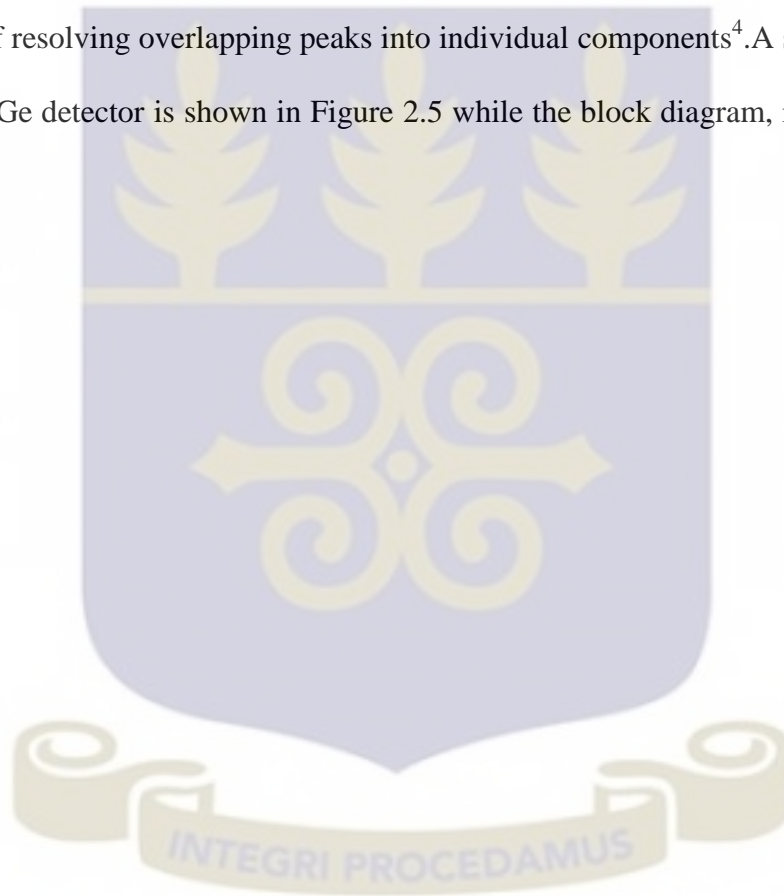 f resolving overlapping peaks into individual components⁴.A
Ge detector is shown in Figure 2.5 while the block diagram,
INTEGRI PROCEDAMUS